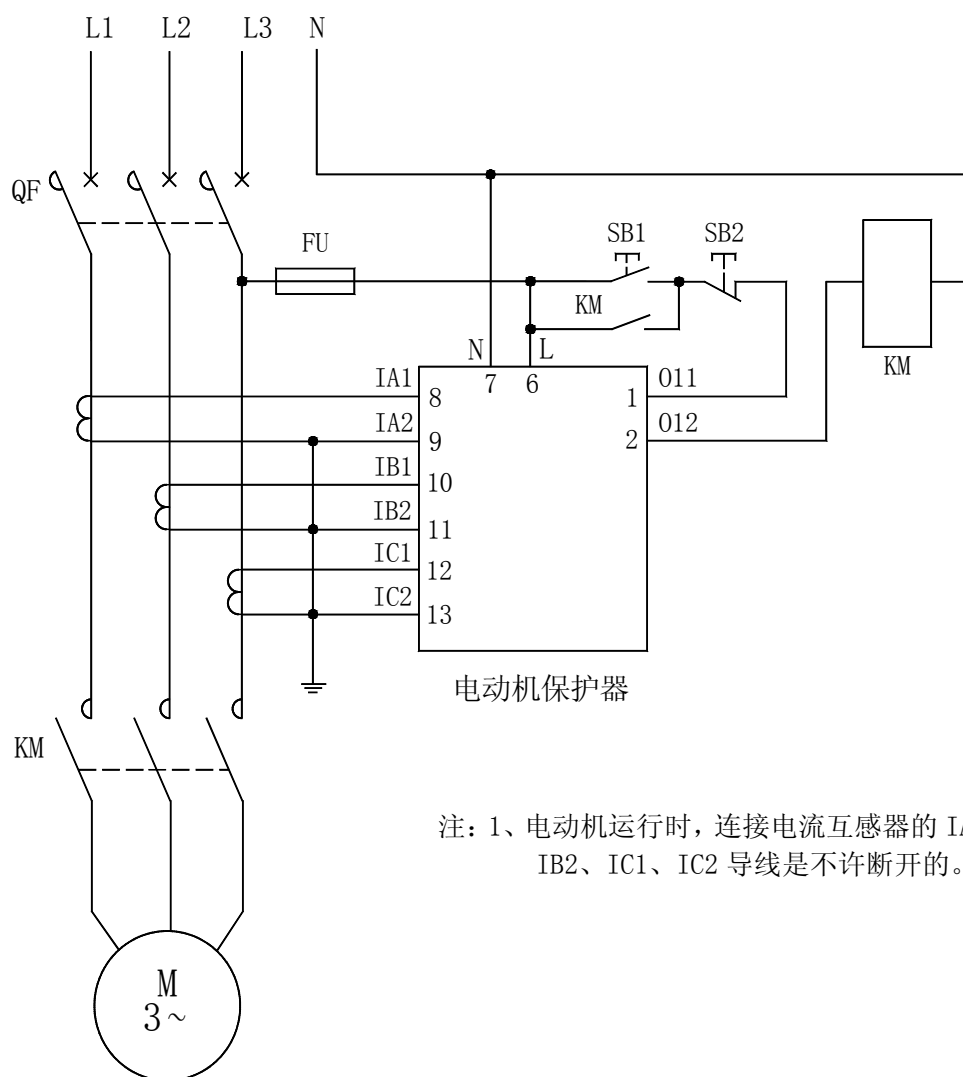 L1
L2
L3
N
QF
FU
SB1
SB2
KM
KM
N
L
7
6
IA1
8
1
O11
IA2
9
2
O12
IB1
10
IB2
11
IC1
12
IC2
13
电动机保护器
KM
注: 1、电动机运行时, 连接电流互感器的 IA
IB2、IC1、IC2 导线是不许断开的。
M
3~